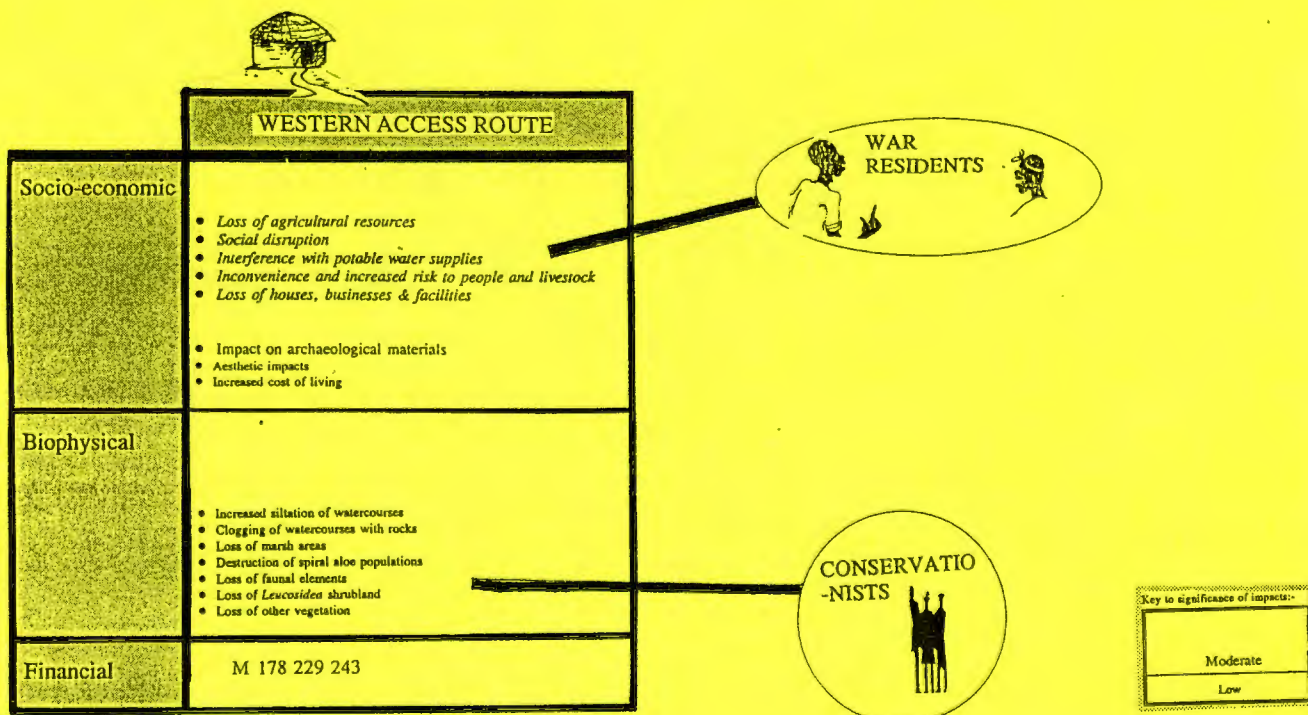 WESTERN ACCESS ROUTE
Socio-economic
• Loss of agricultural resources
• Social disruption
• Interference with potable water supplies
• Inconvenience and increased risk to people and livestock
• Loss of houses, businesses & facilities
• Impact on archaeological materials
• Aesthetic impacts
• Increased cost of living
Biophysical
• Increased siltation of watercourses
• Clogging of watercourses with rocks
• Loss of marsh areas
• Destruction of spiral aloe populations
• Loss of faunal elements
• Loss of Leucosidea shrubland
• Loss of other vegetation
Financial
M 178 229 243
WAR
RESIDENTS
CONSERVATIO
-NISTS
Key to significance of impacts:-
Moderate
Low